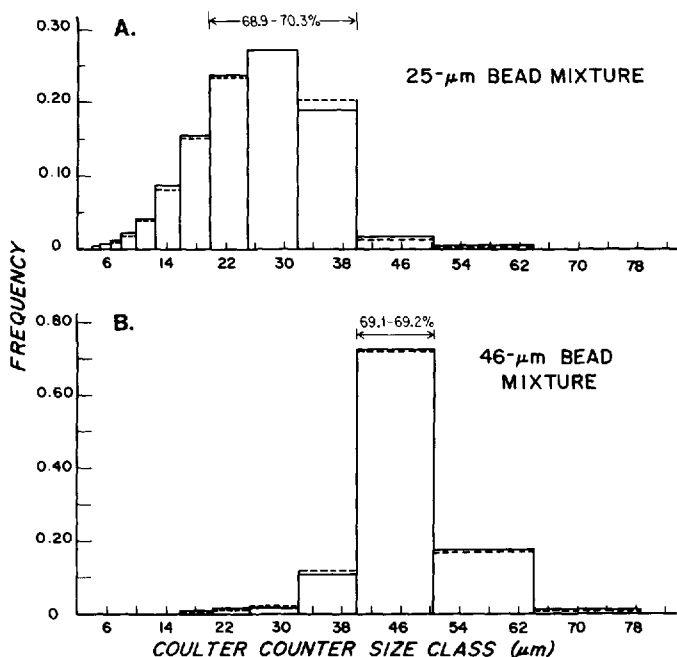 A.
68.9-70.3%
25-μm BEAD MIXTURE
0.30
0.20
0.10
0
6 14 22 30 38 46 54 62 70 78
FREQUENCY
B.
69.1-69.2%
46-μm BEAD
MIXTURE
0.80
0.60
0.40
0.20
0
6 14 22 30 38 46 54 62 70 78
COULTER COUNTER SIZE CLASS (μm)